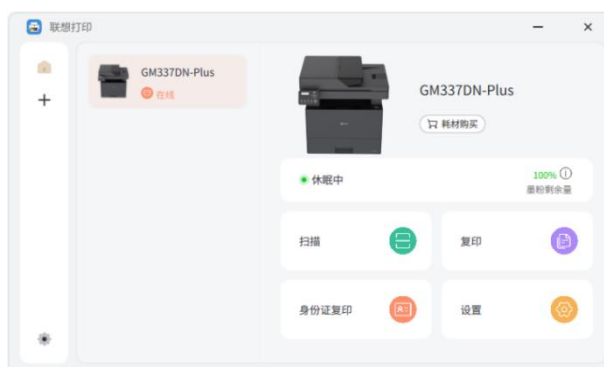 联想打印
GM337DN-Plus
在线
GM337DN-Plus
耗材购买
休眠中
100%
墨粉剩余量
扫描
复印
身份证复印
设置